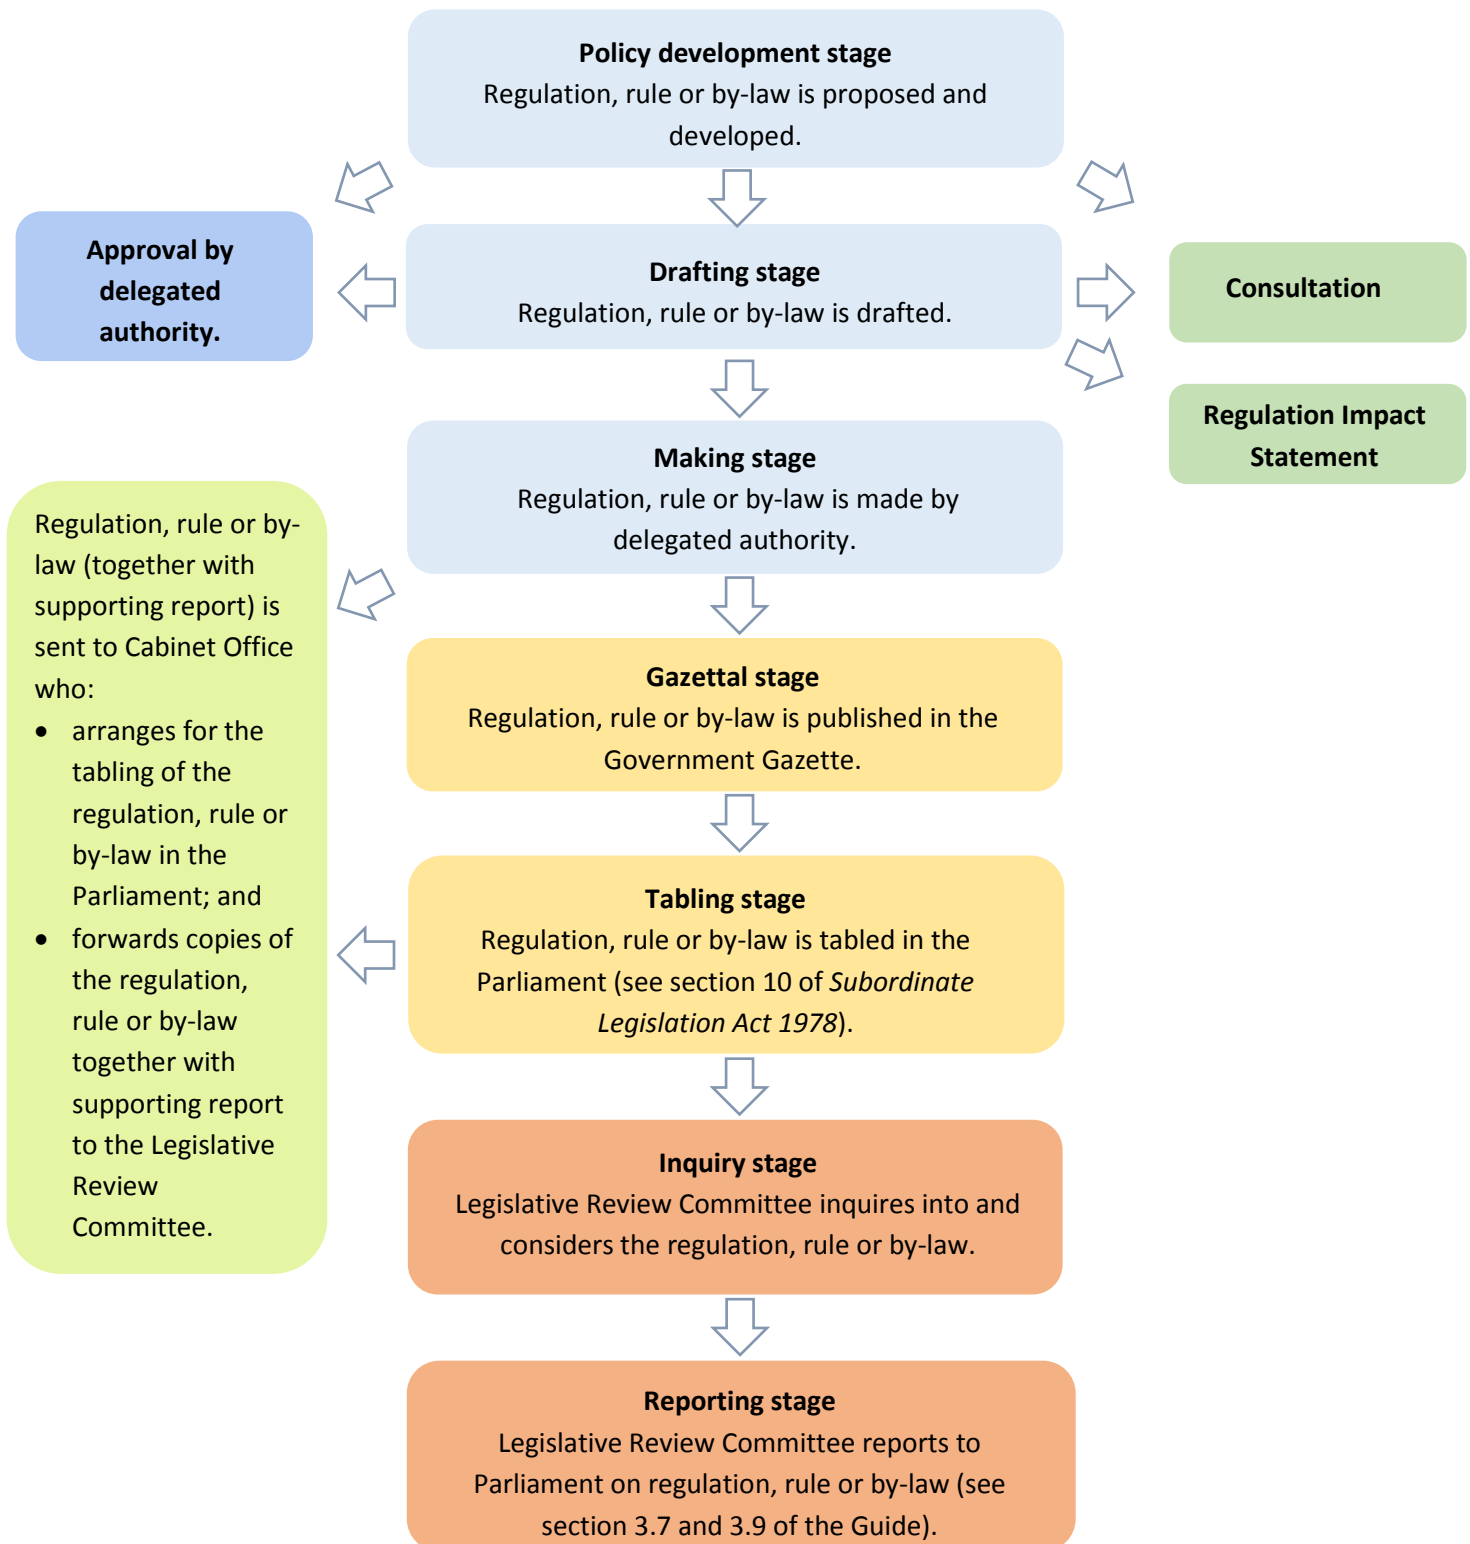 Policy development stage
Regulation, rule or by-law is proposed and
developed.
Approval by
delegated
authority.
Drafting stage
Regulation, rule or by-law is drafted.
Consultation
Regulation Impact
Statement
Making stage
Regulation, rule or by-law is made by
delegated authority.
Regulation, rule or by-
law (together with
supporting report) is
sent to Cabinet Office
who:
• arranges for the
tabling of the
regulation, rule or
by-law in the
Parliament; and
• forwards copies of
the regulation,
rule or by-law
together with
supporting report
to the Legislative
Review
Committee.
Gazettal stage
Regulation, rule or by-law is published in the
Government Gazette.
Tabling stage
Regulation, rule or by-law is tabled in the
Parliament (see section 10 of Subordinate
Legislation Act 1978).
Inquiry stage
Legislative Review Committee inquires into and
considers the regulation, rule or by-law.
Reporting stage
Legislative Review Committee reports to
Parliament on regulation, rule or by-law (see
section 3.7 and 3.9 of the Guide).